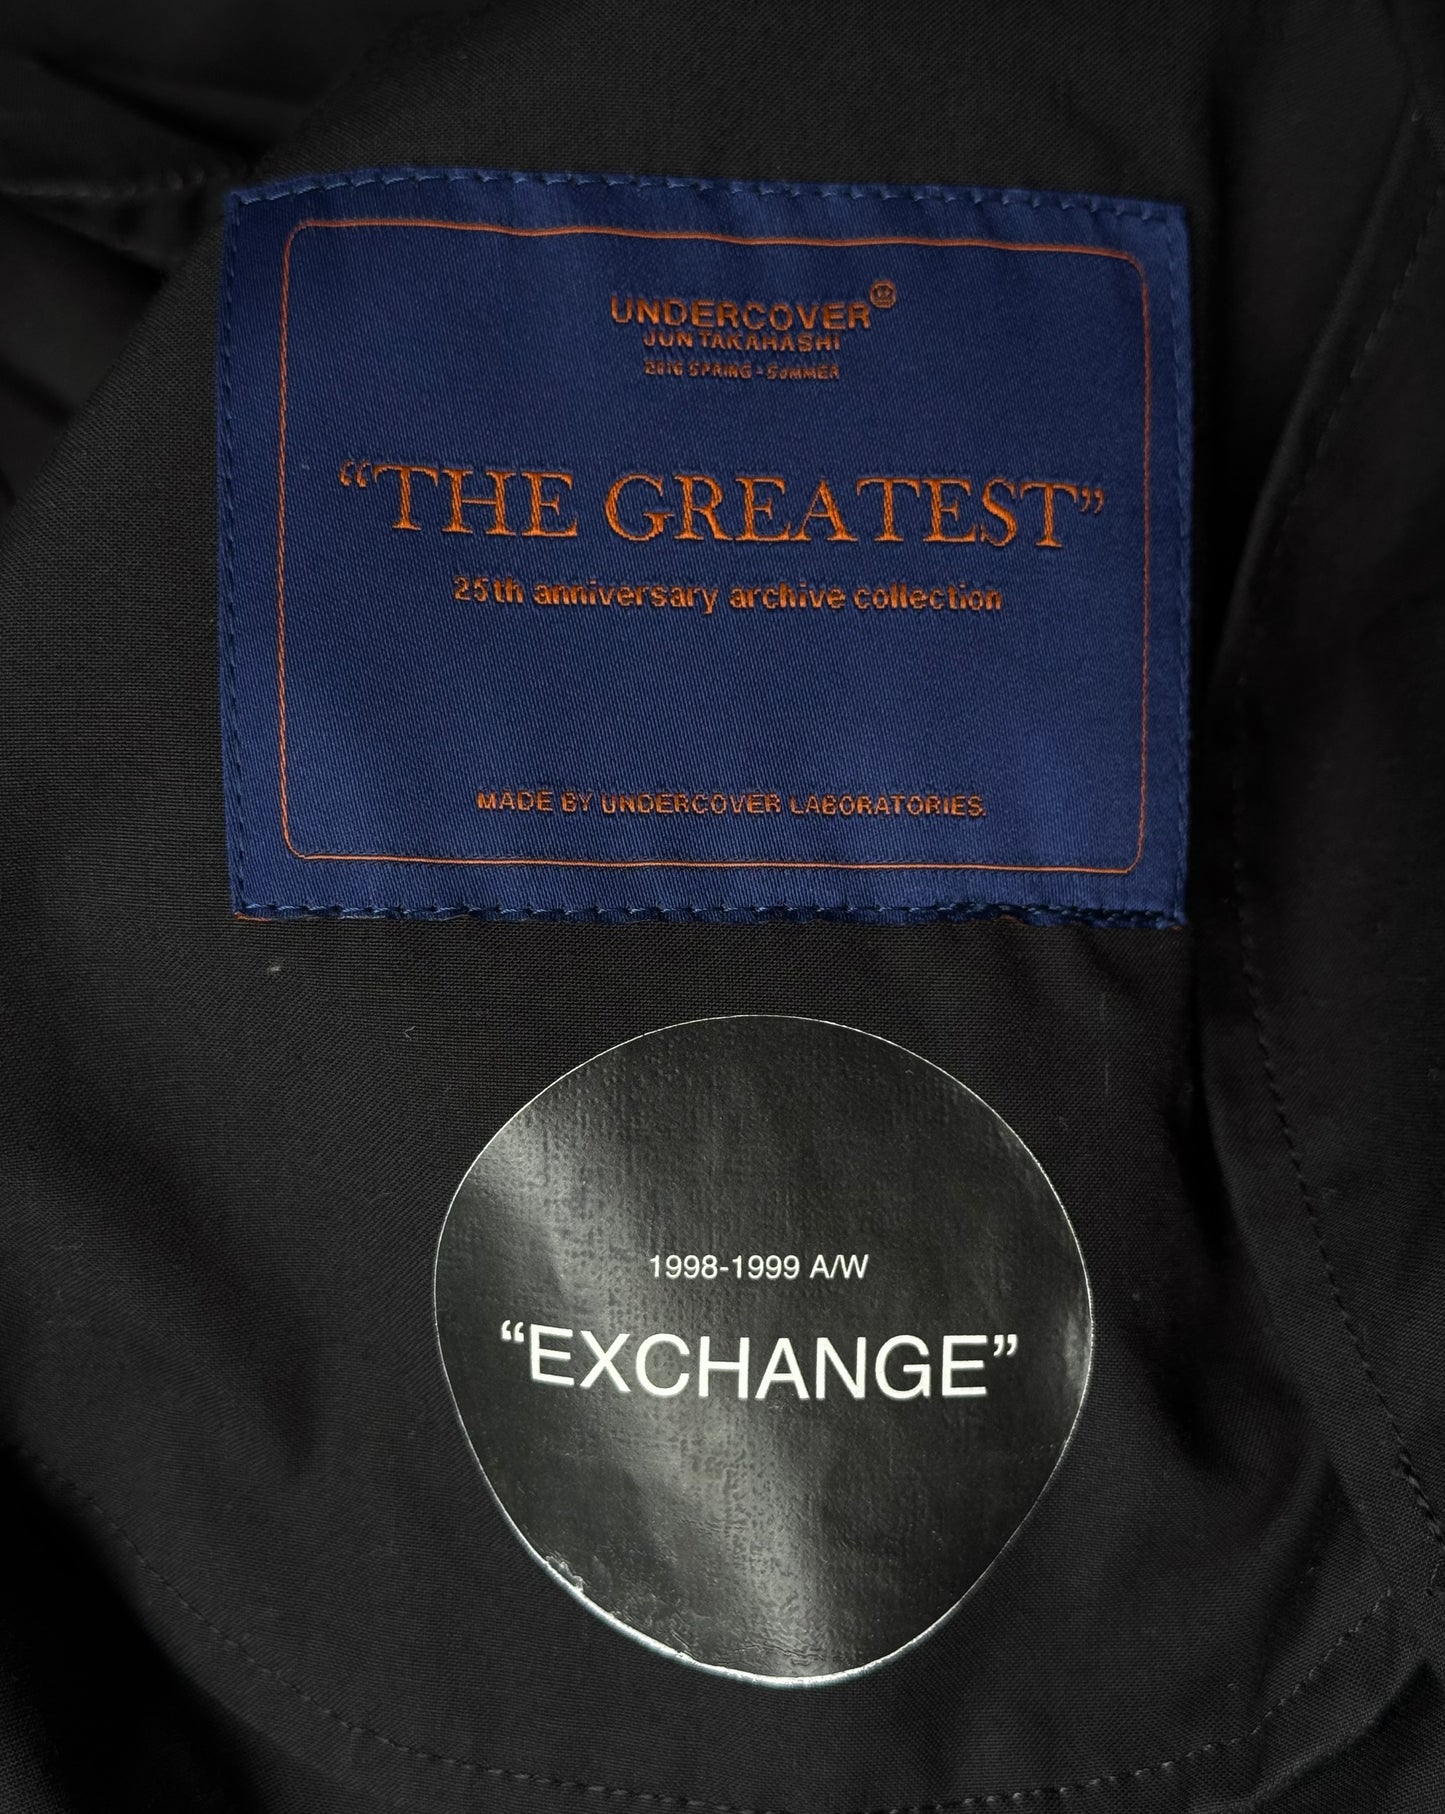 UNDERCOVER
JUN TAKAHASHI
2016 SPRING - SUMMER
“THE GREATEST”
25th anniversary archive collection
MADE BY UNDERCOVER LABORATORIES.
1998-1999 A/W
“EXCHANGE”